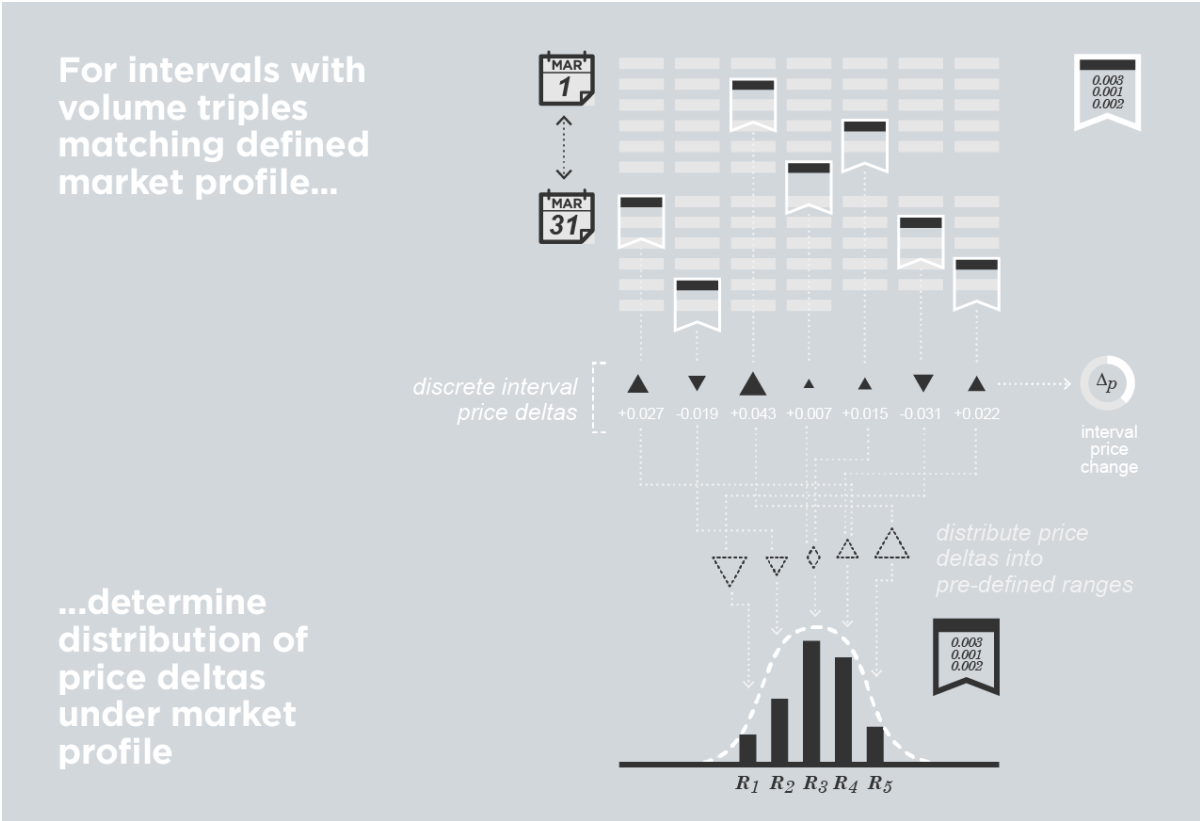 For intervals with
volume triples
matching defined
market profile...
MAR
1
MAR
31
0.003
0.001
0.002
discrete interval
price deltas
+0.027 -0.019 +0.043 +0.007 +0.015 -0.031 +0.022
Δp
interval
price
change
distribute price
deltas into
pre-defined ranges
...determine
distribution of
price deltas
under market
profile
0.003
0.001
0.002
R1 R2 R3 R4 R5